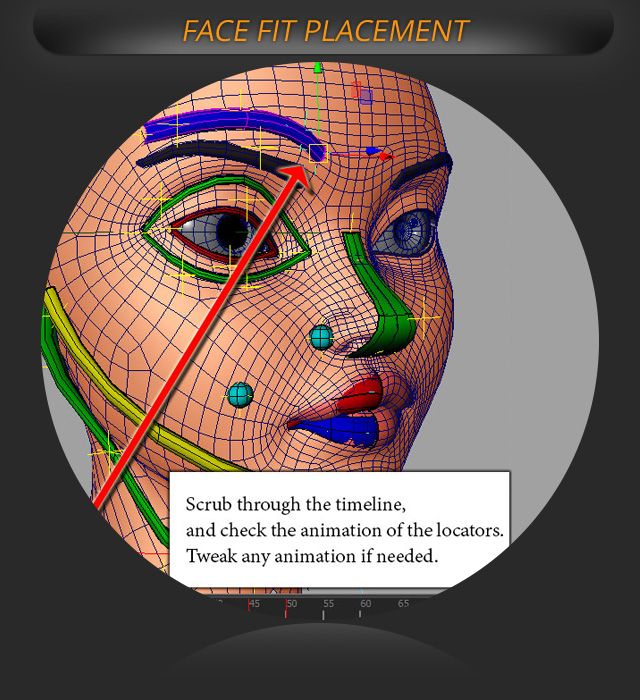 FACE FIT PLACEMENT
Scrub through the timeline,
and check the animation of the locators.
Tweak any animation if needed.
45 50 55 60 65